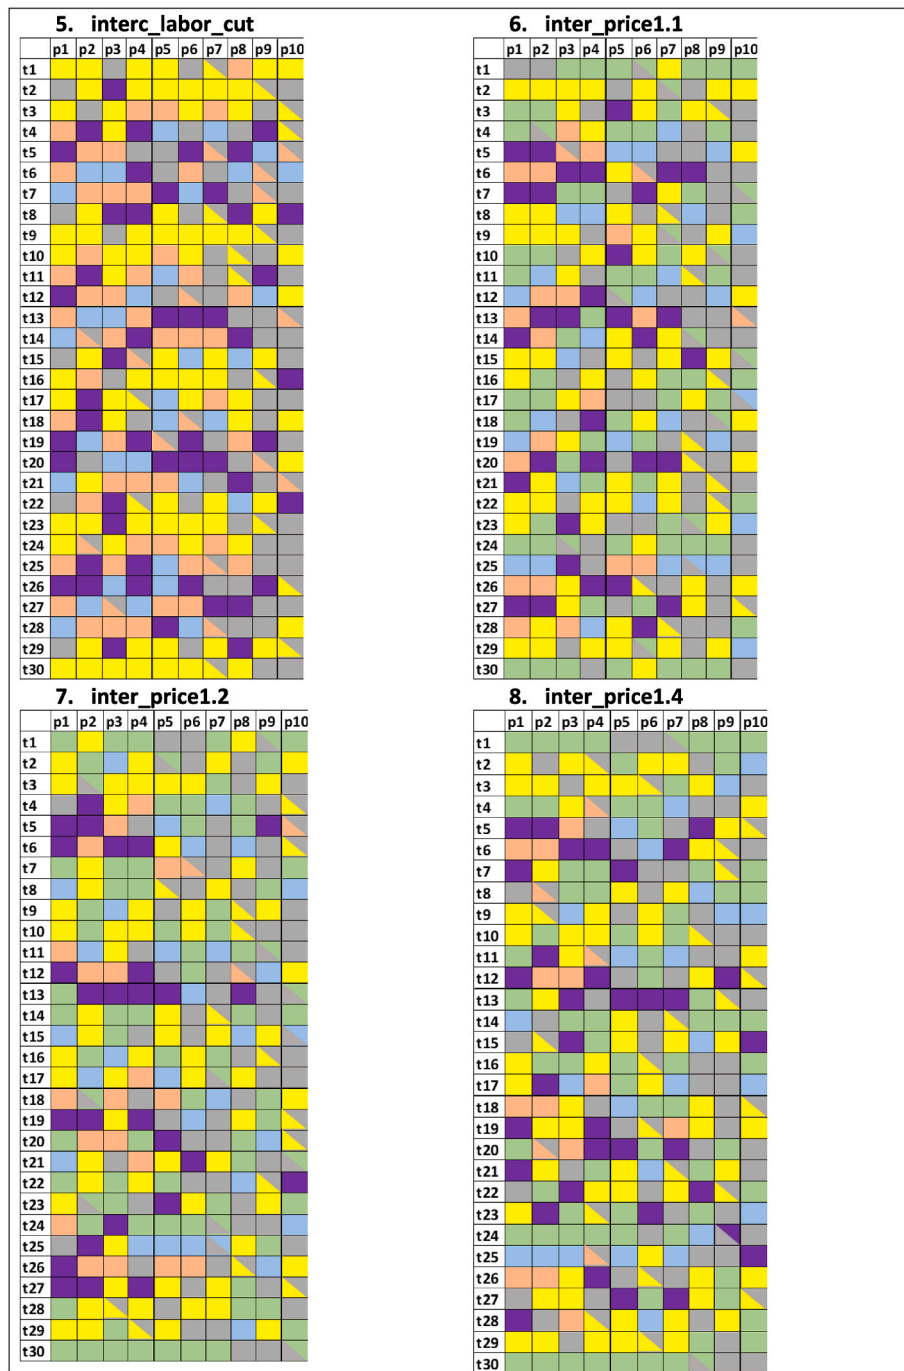 5. interc_labor_cut
p1 p2 p3 p4 p5 p6 p7 p8 p9 p10
t1
t2
t3
t4
t5
t6
t7
t8
t9
t10
t11
t12
t13
t14
t15
t16
t17
t18
t19
t20
t21
t22
t23
t24
t25
t26
t27
t28
t29
t30
6. inter_price1.1
p1 p2 p3 p4 p5 p6 p7 p8 p9 p10
t1
t2
t3
t4
t5
t6
t7
t8
t9
t10
t11
t12
t13
t14
t15
t16
t17
t18
t19
t20
t21
t22
t23
t24
t25
t26
t27
t28
t29
t30
7. inter_price1.2
p1 p2 p3 p4 p5 p6 p7 p8 p9 p10
t1
t2
t3
t4
t5
t6
t7
t8
t9
t10
t11
t12
t13
t14
t15
t16
t17
t18
t19
t20
t21
t22
t23
t24
t25
t26
t27
t28
t29
t30
8. inter_price1.4
p1 p2 p3 p4 p5 p6 p7 p8 p9 p10
t1
t2
t3
t4
t5
t6
t7
t8
t9
t10
t11
t12
t13
t14
t15
t16
t17
t18
t19
t20
t21
t22
t23
t24
t25
t26
t27
t28
t29
t30